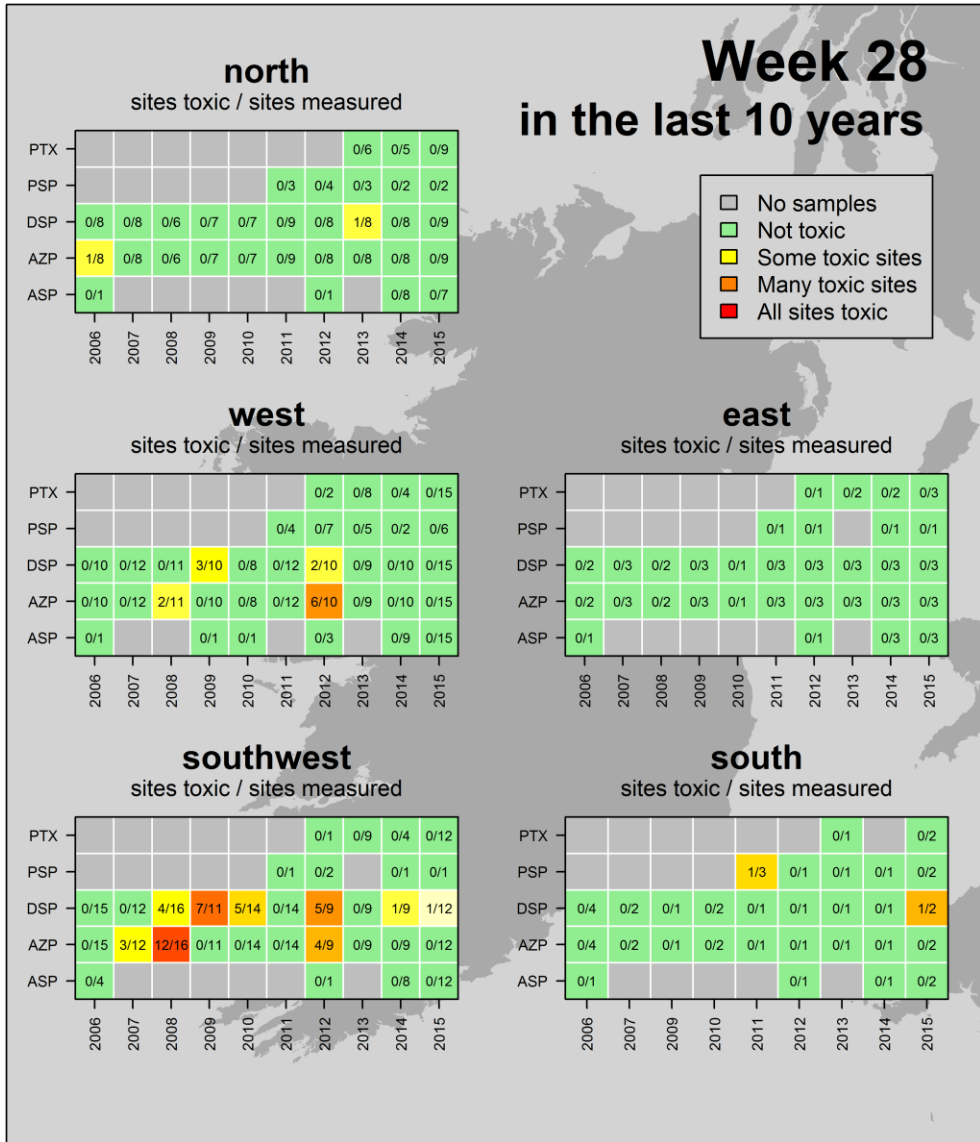 Week 28
in the last 10 years
No samples
Not toxic
Some toxic sites
Many toxic sites
All sites toxic
north
sites toxic / sites measured
PTX 0/6 0/5 0/9
PSP 0/3 0/4 0/3 0/2 0/2
DSP 0/8 0/8 0/6 0/7 0/7 0/9 0/8 1/8 0/8 0/9
AZP 1/8 0/8 0/6 0/7 0/7 0/9 0/8 0/8 0/8 0/9
ASP 0/1 0/1 0/8 0/7
2006 2007 2008 2009 2010 2011 2012 2013 2014 2015
west
sites toxic / sites measured
PTX 0/2 0/8 0/4 0/15
PSP 0/4 0/7 0/5 0/2 0/6
DSP 0/10 0/12 0/11 3/10 0/8 0/12 2/10 0/9 0/10 0/15
AZP 0/10 0/12 2/11 0/10 0/8 0/12 6/10 0/9 0/10 0/15
ASP 0/1 0/1 0/1 0/3 0/9 0/15
2006 2007 2008 2009 2010 2011 2012 2013 2014 2015
east
sites toxic / sites measured
PTX 0/1 0/2 0/2 0/3
PSP 0/1 0/1 0/1 0/1
DSP 0/2 0/3 0/2 0/3 0/1 0/3 0/3 0/3 0/3 0/3
AZP 0/2 0/3 0/2 0/3 0/1 0/3 0/3 0/3 0/3 0/3
ASP 0/1 0/1 0/3 0/3
2006 2007 2008 2009 2010 2011 2012 2013 2014 2015
southwest
sites toxic / sites measured
PTX 0/1 0/9 0/4 0/12
PSP 0/1 0/2 0/1 0/1
DSP 0/15 0/12 4/16 7/11 5/14 0/14 5/9 0/9 1/9 1/12
AZP 0/15 3/12 12/16 0/11 0/14 0/14 4/9 0/9 0/9 0/12
ASP 0/4 0/1 0/8 0/12
2006 2007 2008 2009 2010 2011 2012 2013 2014 2015
south
sites toxic / sites measured
PTX 0/1 0/2
PSP 1/3 0/1 0/1 0/1 0/2
DSP 0/4 0/2 0/1 0/2 0/1 0/1 0/1 0/1 1/2
AZP 0/4 0/2 0/1 0/2 0/1 0/1 0/1 0/1 0/2
ASP 0/1 0/1 0/1 0/2
2006 2007 2009 2010 2011 2012 2013 2014 2015